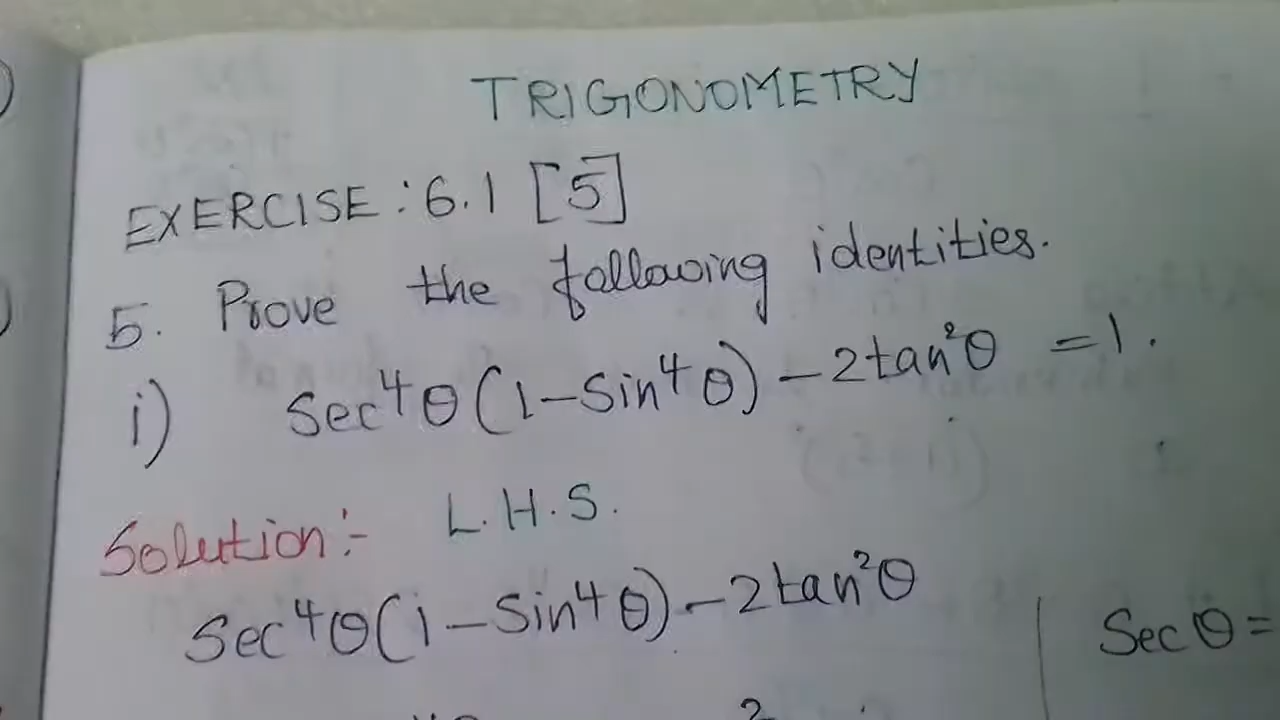 TRIGONOMETRY
EXERCISE : 6.1 [5]
5. Prove the following identities.
i) Sec⁴θ(1-Sin⁴θ)-2tan²θ =1.
Solution:- L.H.S.
Sec⁴θ(1-Sin⁴θ)-2tan²θ
Sec θ=